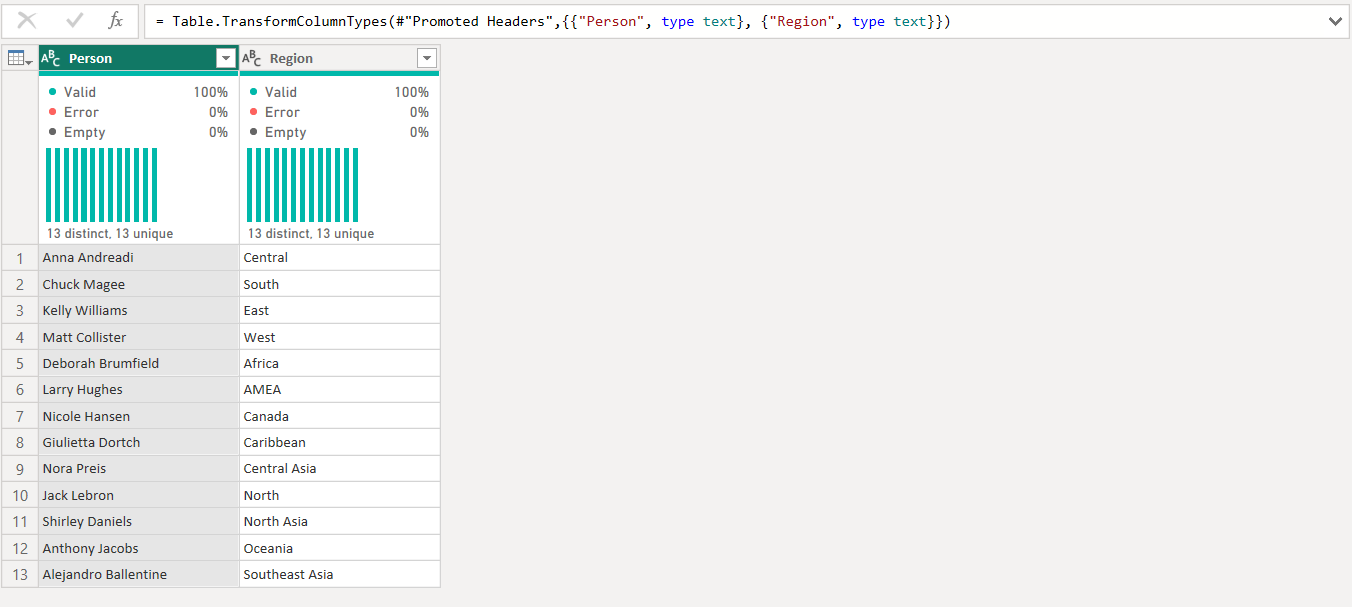 fx = Table.TransformColumnTypes(#"Promoted Headers",{{"Person", type text}, {"Region", type text}})
ABC Person ABC Region
Valid 100% Valid 100%
Error 0% Error 0%
Empty 0% Empty 0%
13 distinct, 13 unique 13 distinct, 13 unique
1 Anna Andreadi Central
2 Chuck Magee South
3 Kelly Williams East
4 Matt Collister West
5 Deborah Brumfield Africa
6 Larry Hughes AMEA
7 Nicole Hansen Canada
8 Giulietta Dortch Caribbean
9 Nora Preis Central Asia
10 Jack Lebron North
11 Shirley Daniels North Asia
12 Anthony Jacobs Oceania
13 Alejandro Ballentine Southeast Asia